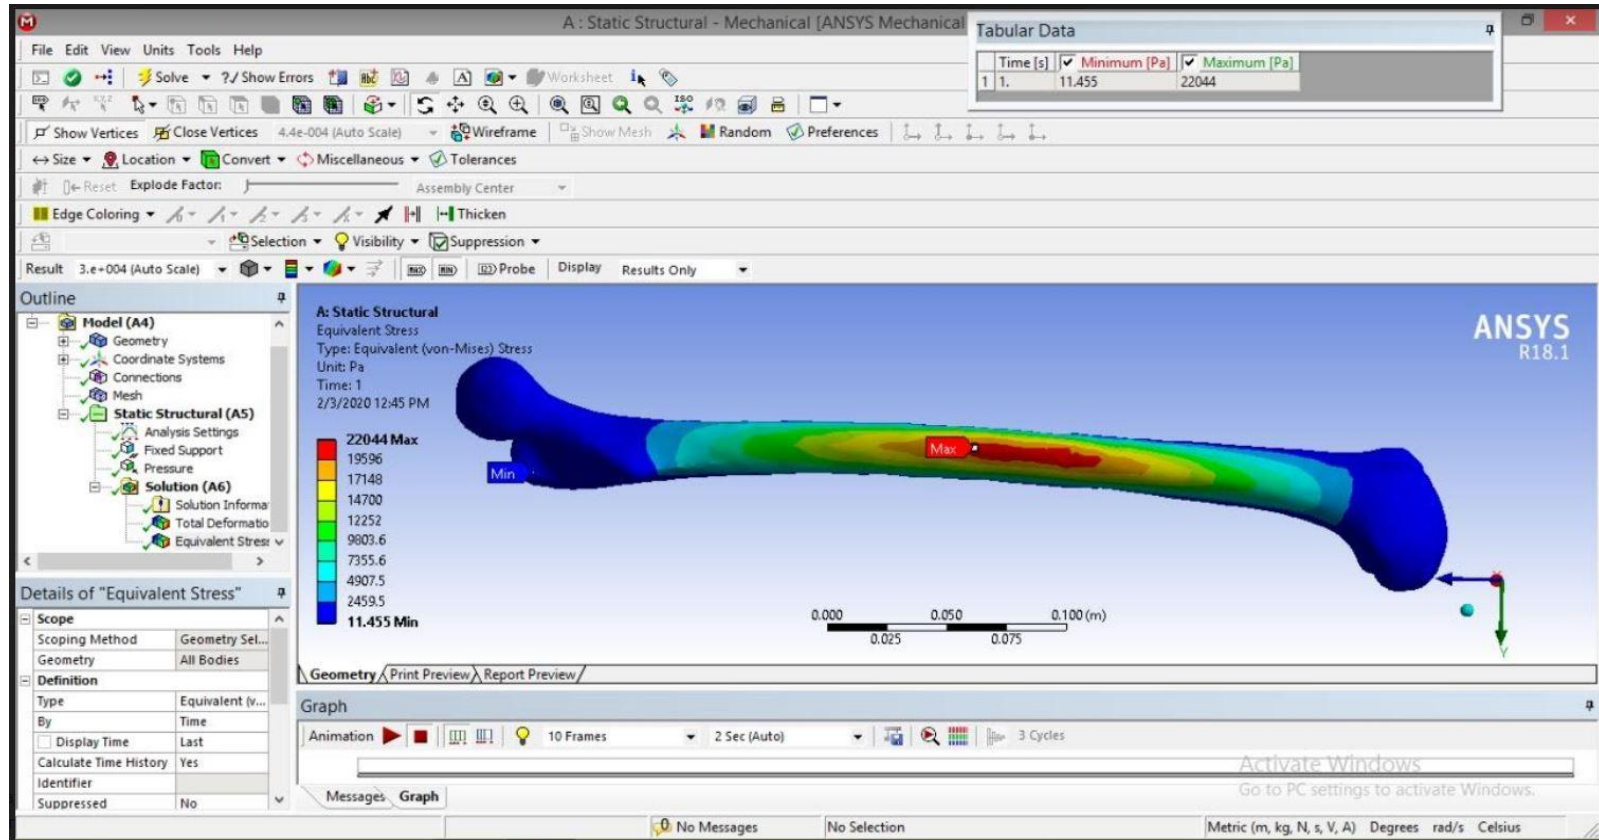 A : Static Structural - Mechanical [ANSYS Mechanical
Tabular Data
Time [s] Minimum [Pa] Maximum [Pa]
1 1. 11.455 22044
File Edit View Units Tools Help
Solve ?/ Show Errors Worksheet
Show Vertices Close Vertices 4.4e-004 (Auto Scale) Wireframe Show Mesh Random Preferences
Size Location Convert Miscellaneous Tolerances
Reset Explode Factor: Assembly Center
Edge Coloring Thicken
Selection Visibility Suppression
Result 3.e+004 (Auto Scale) MAX MIN Probe Display Results Only
Outline
Model (A4)
Geometry
Coordinate Systems
Connections
Mesh
Static Structural (A5)
Analysis Settings
Fixed Support
Pressure
Solution (A6)
Solution Informa
Total Deformatio
Equivalent Stres
Details of "Equivalent Stress"
Scope
Scoping Method Geometry Sel...
Geometry All Bodies
Definition
Type Equivalent (v...
By Time
Display Time Last
Calculate Time History Yes
Identifier
Suppressed No
A: Static Structural
Equivalent Stress
Type: Equivalent (von-Mises) Stress
Unit: Pa
Time: 1
2/3/2020 12:45 PM
22044 Max
19596
17148
14700
12252
9803.6
7355.6
4907.5
2459.5
11.455 Min
Min
Max
ANSYS
R18.1
0.000 0.050 0.100 (m)
0.025 0.075
Y
Geometry Print Preview Report Preview
Graph
Animation 10 Frames 2 Sec (Auto) 3 Cycles
Activate Windows
Go to PC settings to activate Windows.
Messages Graph
No Messages No Selection Metric (m, kg, N, s, V, A) Degrees rad/s Celsius